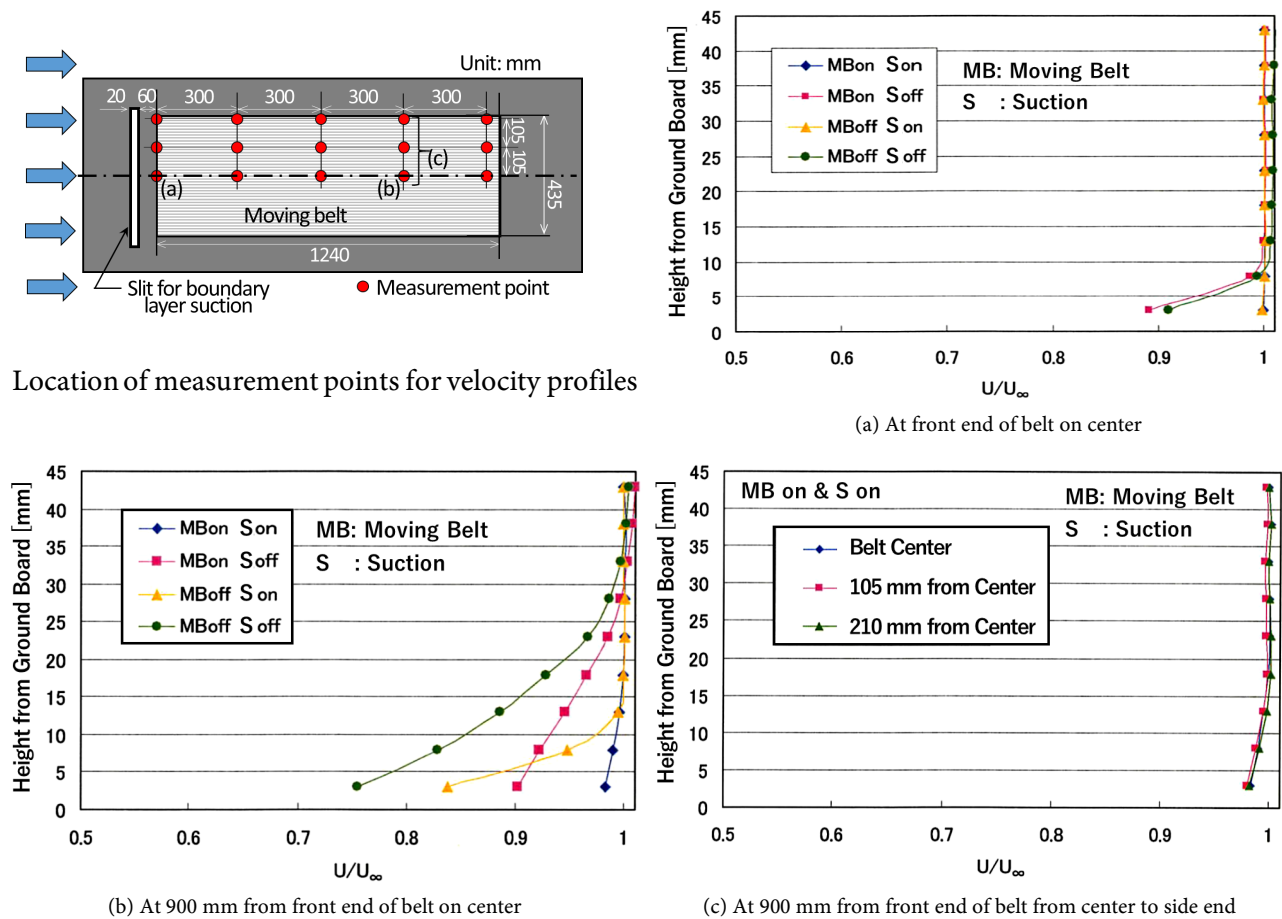 Unit: mm
20 60 300 300 300 300
105
105
435
(a)
(b)
(c)
Moving belt
1240
Slit for boundary
layer suction
Measurement point
Location of measurement points for velocity profiles
Height from Ground Board [mm]
45
40
35
30
25
20
15
10
5
0
MBon S on
MBon S off
MBoff S on
MBoff S off
MB: Moving Belt
S : Suction
0.5 0.6 0.7 0.8 0.9 1
U/U∞
(a) At front end of belt on center
Height from Ground Board [mm]
45
40
35
30
25
20
15
10
5
0
MBon S on
MBon S off
MBoff S on
MBoff S off
MB: Moving Belt
S : Suction
0.5 0.6 0.7 0.8 0.9 1
U/U∞
(b) At 900 mm from front end of belt on center
Height from Ground Board [mm]
45
40
35
30
25
20
15
10
5
0
MB on & S on
MB: Moving Belt
S : Suction
Belt Center
105 mm from Center
210 mm from Center
0.5 0.6 0.7 0.8 0.9 1
U/U∞
(c) At 900 mm from front end of belt from center to side end